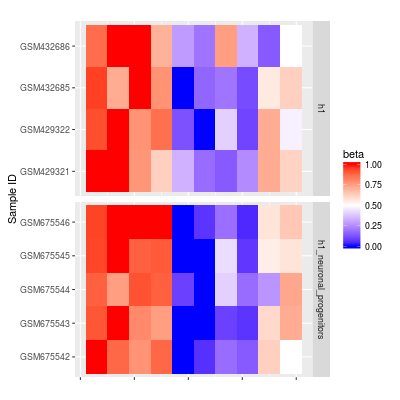 GSM432686
GSM432685
GSM429322
GSM429321
h1
GSM675546
GSM675545
GSM675544
GSM675543
GSM675542
h1_neuronal_progenitors
Sample ID
beta
1.00
0.75
0.50
0.25
0.00